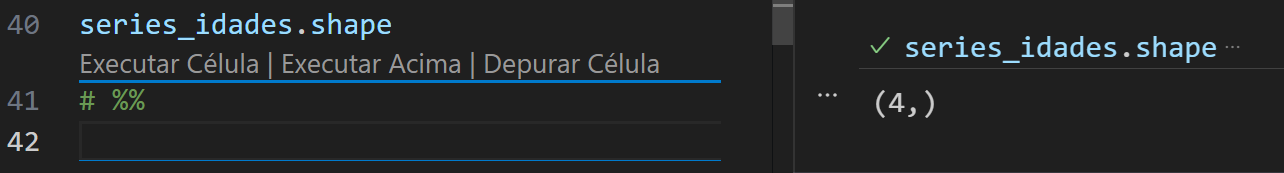 40 series_idades.shape
Executar Célula | Executar Acima | Depurar Célula
41 # %%
42
✓ series_idades.shape ...
... (4,)